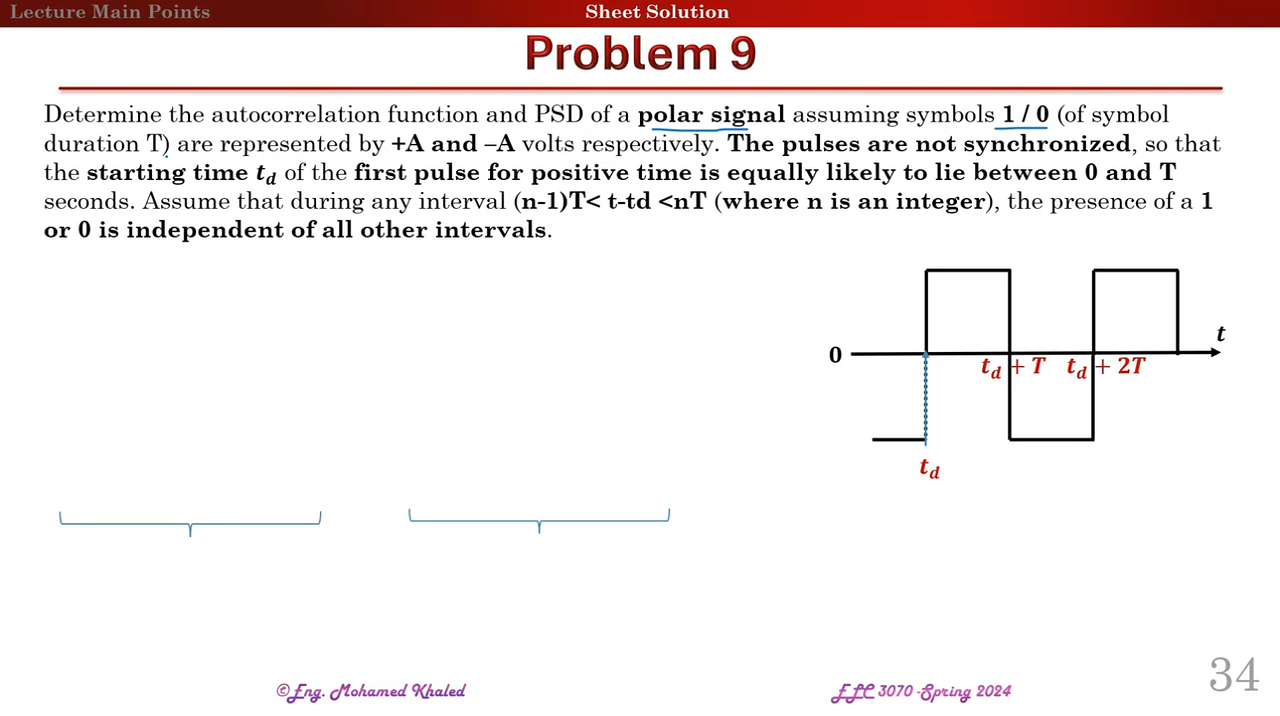 Lecture Main Points
Sheet Solution
Problem 9
Determine the autocorrelation function and PSD of a polar signal assuming symbols 1 / 0 (of symbol
duration T) are represented by +A and –A volts respectively. The pulses are not synchronized, so that
the starting time t_d of the first pulse for positive time is equally likely to lie between 0 and T
seconds. Assume that during any interval (n-1)T< t-td <nT (where n is an integer), the presence of a 1
or 0 is independent of all other intervals.
t
0
t_d + T t_d + 2T
t_d
©Eng. Mohamed Khaled
ELC 3070 -Spring 2024
34